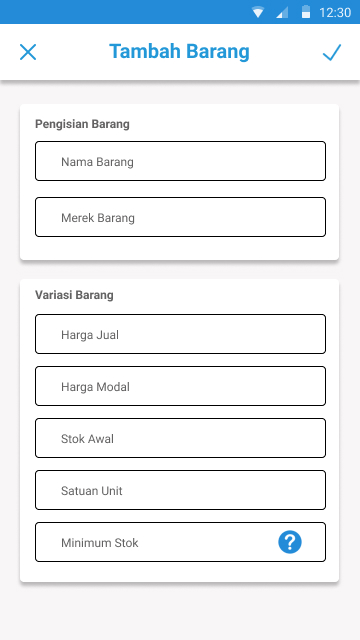 12:30
Tambah Barang
Pengisian Barang
Nama Barang
Merek Barang
Variasi Barang
Harga Jual
Harga Modal
Stok Awal
Satuan Unit
Minimum Stok ?